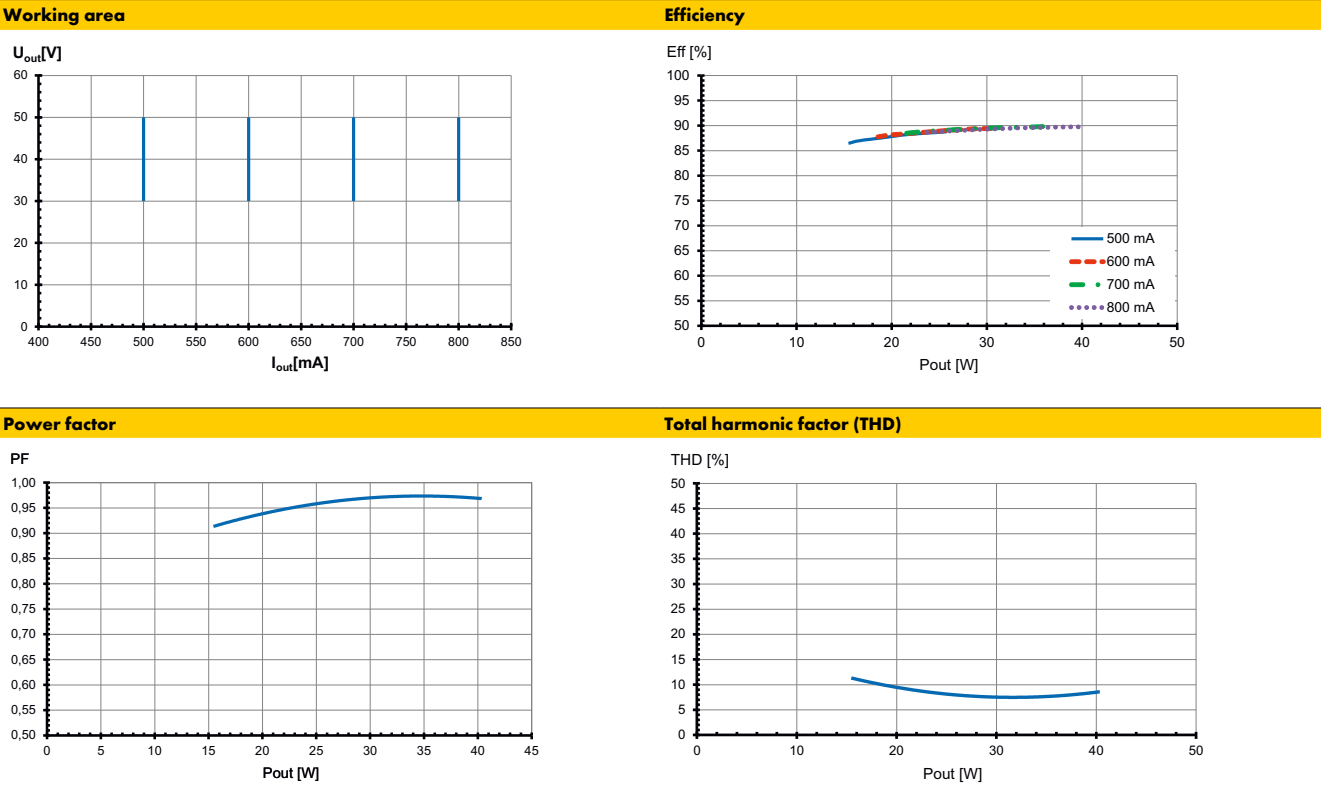 Working area
U_out[V]
60
50
40
30
20
10
0
400 450 500 550 600 650 700 750 800 850
I_out[mA]
Efficiency
Eff [%]
100
95
90
85
80
75
70
65
60
55
50
500 mA
600 mA
700 mA
800 mA
0 10 20 30 40 50
Pout [W]
Power factor
PF
1,00
0,95
0,90
0,85
0,80
0,75
0,70
0,65
0,60
0,55
0,50
0 5 10 15 20 25 30 35 40 45
Pout [W]
Total harmonic factor (THD)
THD [%]
50
45
40
35
30
25
20
15
10
5
0
0 10 20 30 40 50
Pout [W]